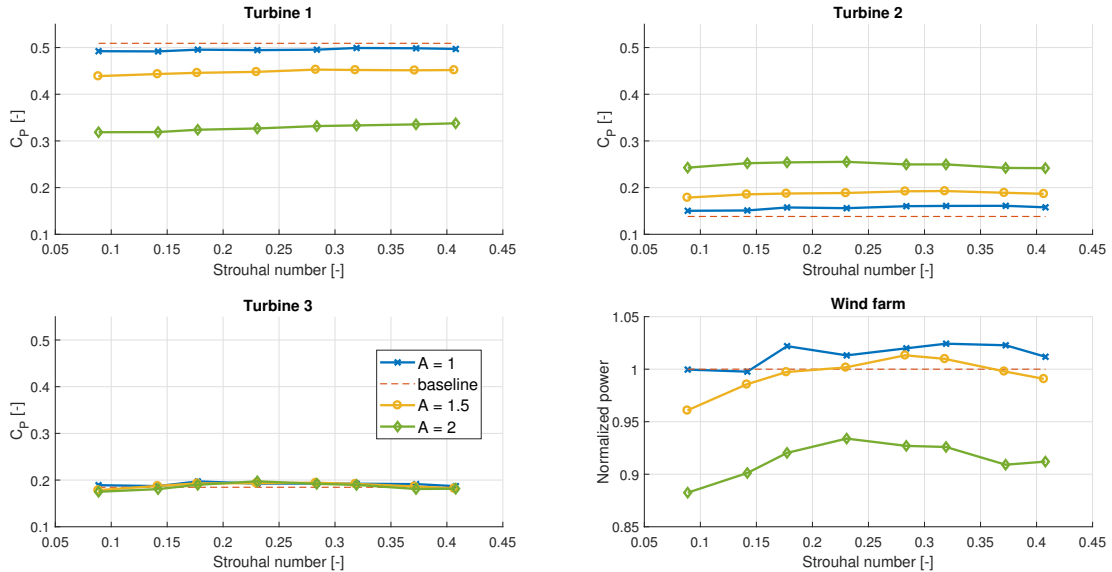 Turbine 1
0.5
0.4
0.3
0.2
0.1
C_P [-]
0.05 0.1 0.15 0.2 0.25 0.3 0.35 0.4 0.45
Strouhal number [-]
Turbine 2
0.5
0.4
0.3
0.2
0.1
C_P [-]
0.05 0.1 0.15 0.2 0.25 0.3 0.35 0.4 0.45
Strouhal number [-]
Turbine 3
0.5
0.4
0.3
0.2
0.1
C_P [-]
A = 1
baseline
A = 1.5
A = 2
0.05 0.1 0.15 0.2 0.25 0.3 0.35 0.4 0.45
Strouhal number [-]
Wind farm
1.05
1
0.95
0.9
0.85
Normalized power
0.05 0.1 0.15 0.2 0.25 0.3 0.35 0.4 0.45
Strouhal number [-]